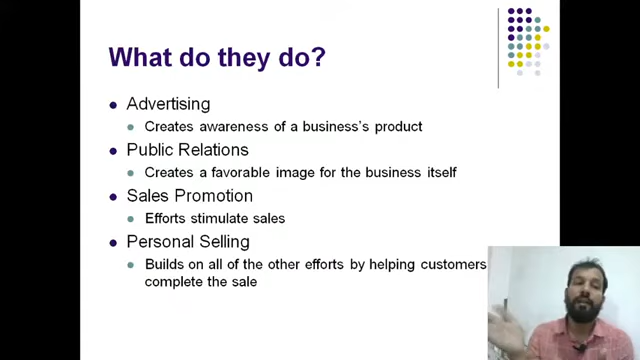 What do they do?
Advertising
Creates awareness of a business's product
Public Relations
Creates a favorable image for the business itself
Sales Promotion
Efforts stimulate sales
Personal Selling
Builds on all of the other efforts by helping customers
complete the sale